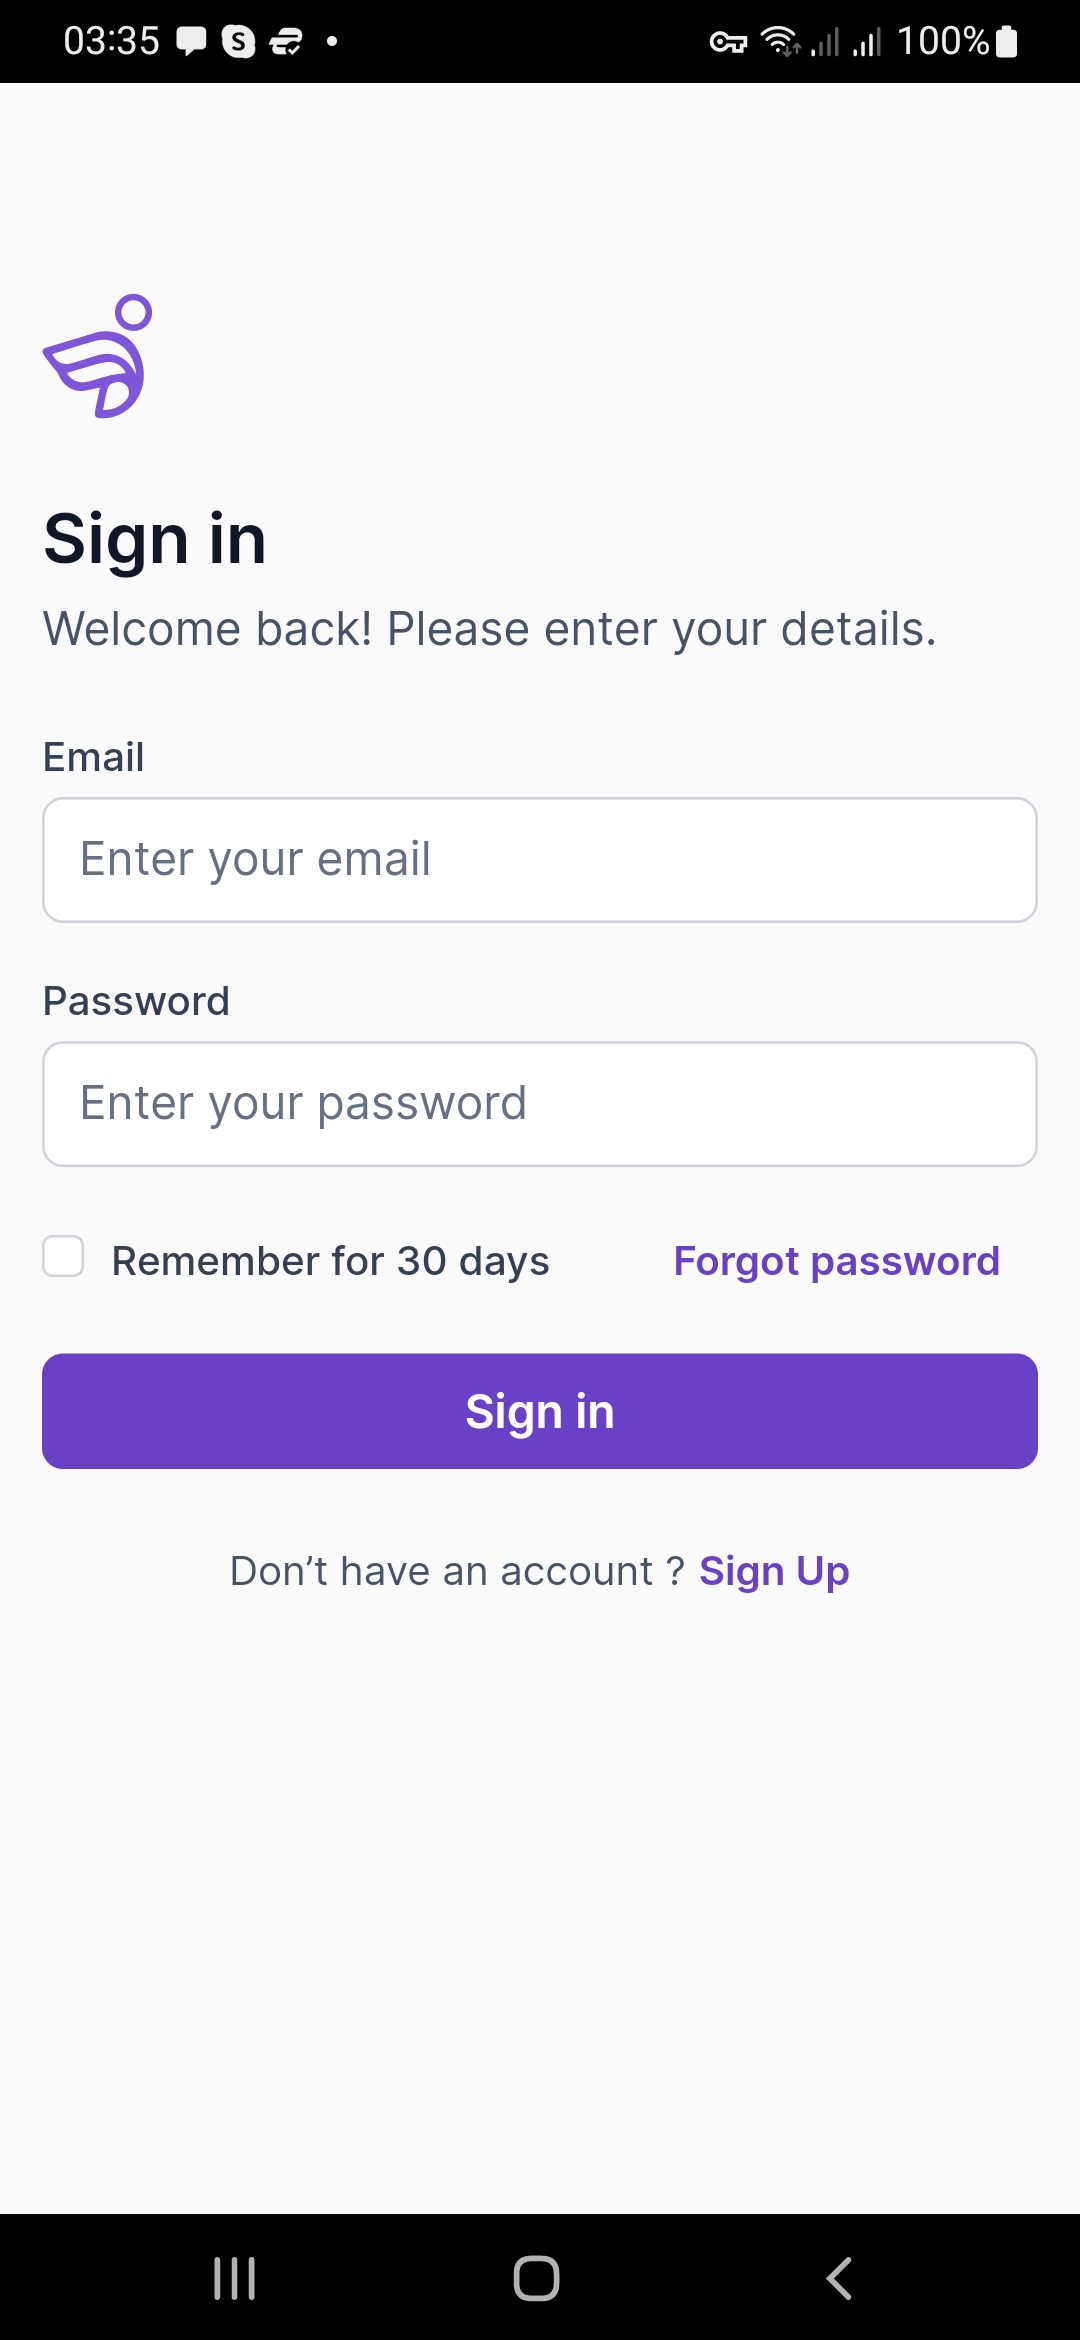 03:35
100%
Sign in
Welcome back! Please enter your details.
Email
Enter your email
Password
Enter your password
Remember for 30 days Forgot password
Sign in
Don’t have an account ? Sign Up